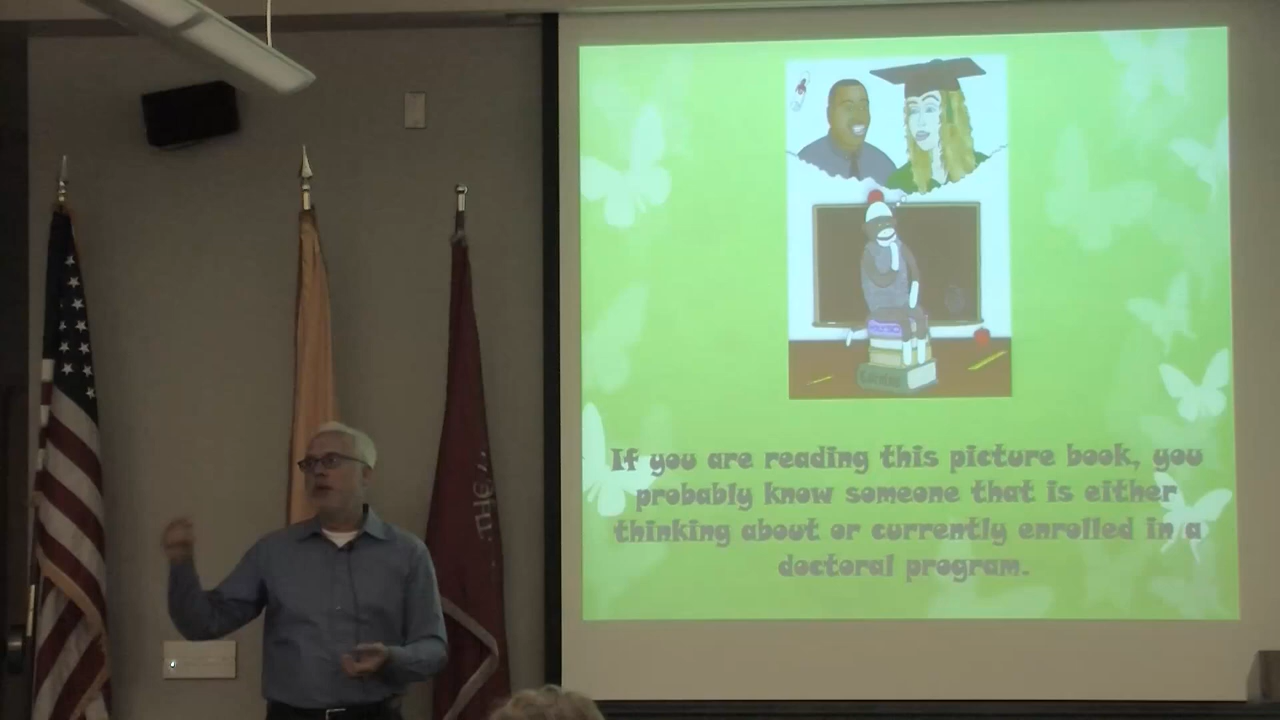 If you are reading this picture book, you
probably know someone that is either
thinking about or currently enrolled in a
doctoral program.